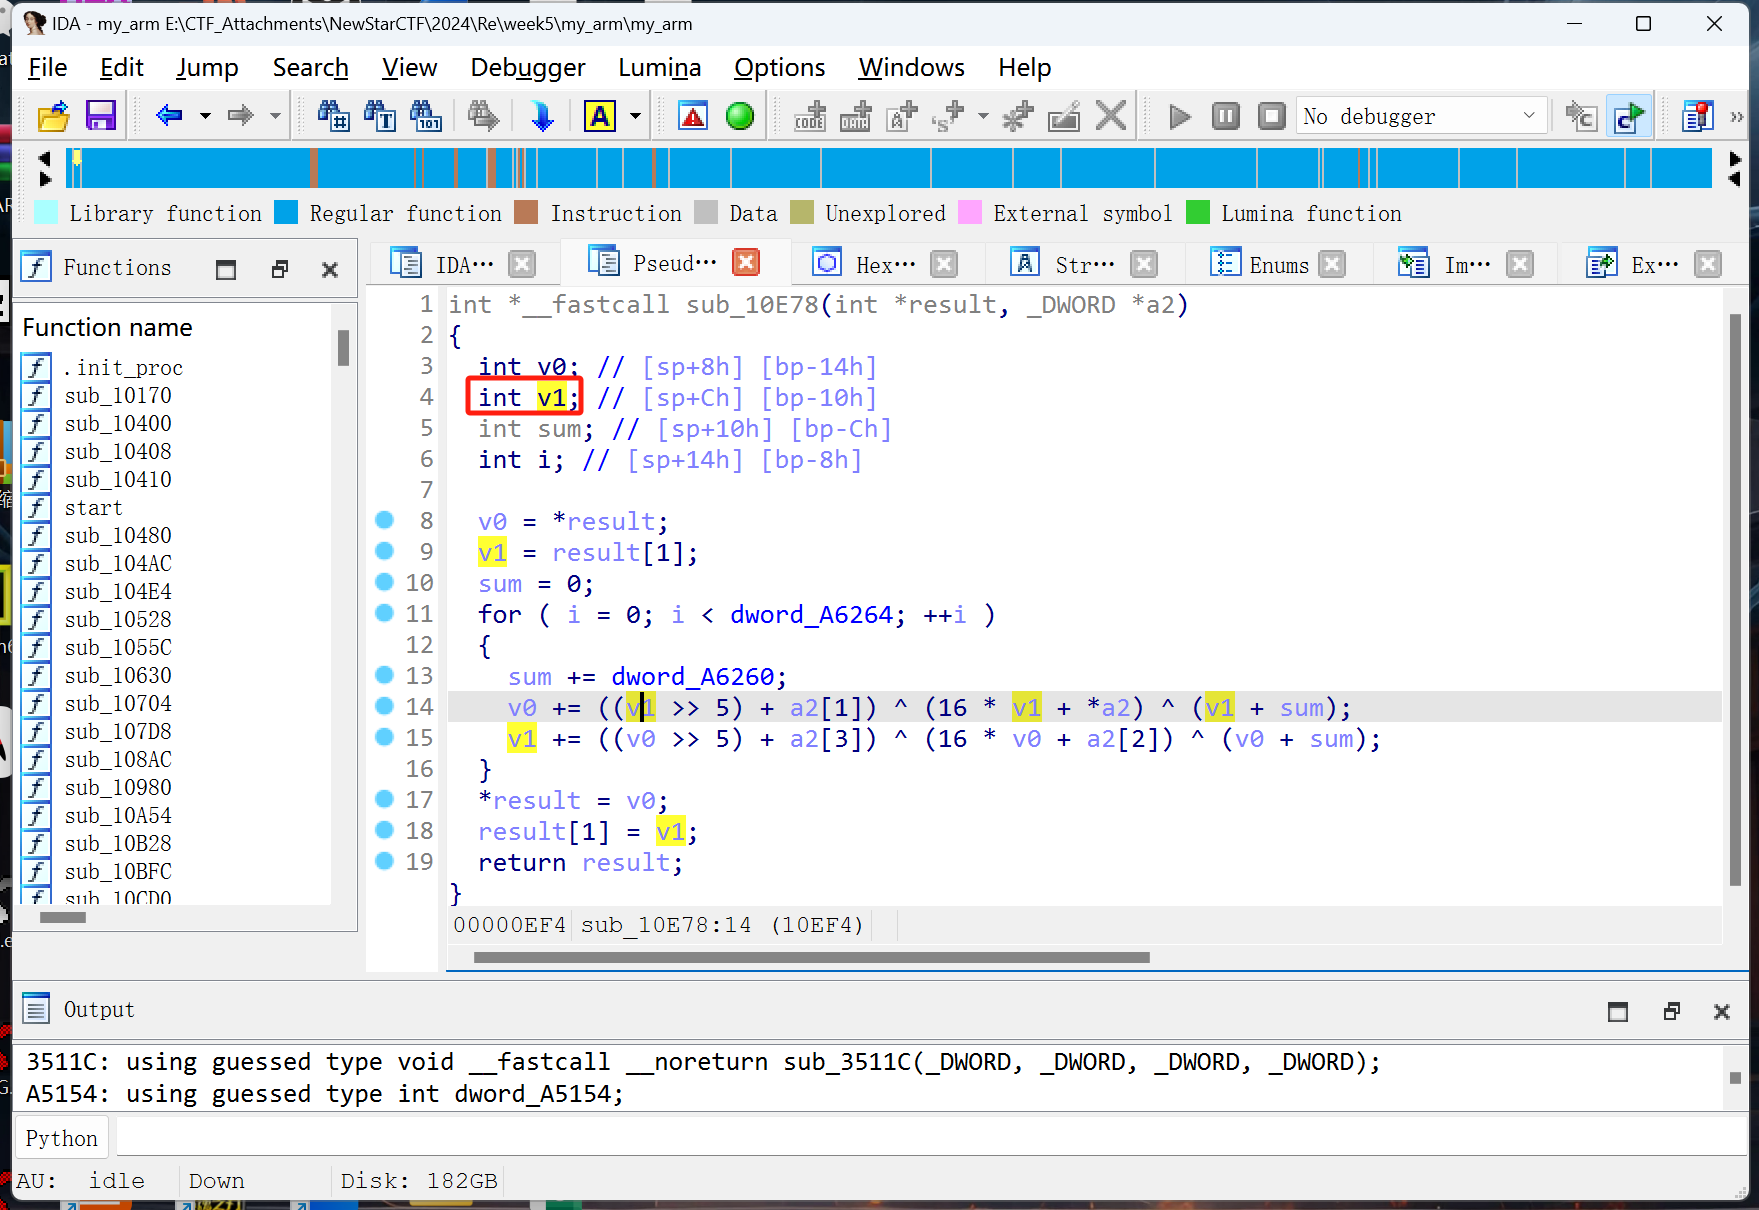 IDA - my_arm E:\CTF_Attachments\NewStarCTF\2024\Re\week5\my_arm\my_arm
File Edit Jump Search View Debugger Lumina Options Windows Help
No debugger
Library function Regular function Instruction Data Unexplored External symbol Lumina function
Functions
IDA··· Pseud··· Hex··· Str··· Enums Im··· Ex···
Function name
.init_proc
sub_10170
sub_10400
sub_10408
sub_10410
start
sub_10480
sub_104AC
sub_104E4
sub_10528
sub_1055C
sub_10630
sub_10704
sub_107D8
sub_108AC
sub_10980
sub_10A54
sub_10B28
sub_10BFC
sub_10CD0
1 int *__fastcall sub_10E78(int *result, _DWORD *a2)
2 {
3 int v0; // [sp+8h] [bp-14h]
4 int v1; // [sp+Ch] [bp-10h]
5 int sum; // [sp+10h] [bp-Ch]
6 int i; // [sp+14h] [bp-8h]
7
8 v0 = *result;
9 v1 = result[1];
10 sum = 0;
11 for ( i = 0; i < dword_A6264; ++i )
12 {
13 sum += dword_A6260;
14 v0 += ((v1 >> 5) + a2[1]) ^ (16 * v1 + *a2) ^ (v1 + sum);
15 v1 += ((v0 >> 5) + a2[3]) ^ (16 * v0 + a2[2]) ^ (v0 + sum);
16 }
17 *result = v0;
18 result[1] = v1;
19 return result;
}
00000EF4 sub_10E78:14 (10EF4)
Output
3511C: using guessed type void __fastcall __noreturn sub_3511C(_DWORD, _DWORD, _DWORD, _DWORD);
A5154: using guessed type int dword_A5154;
Python
AU: idle Down Disk: 182GB